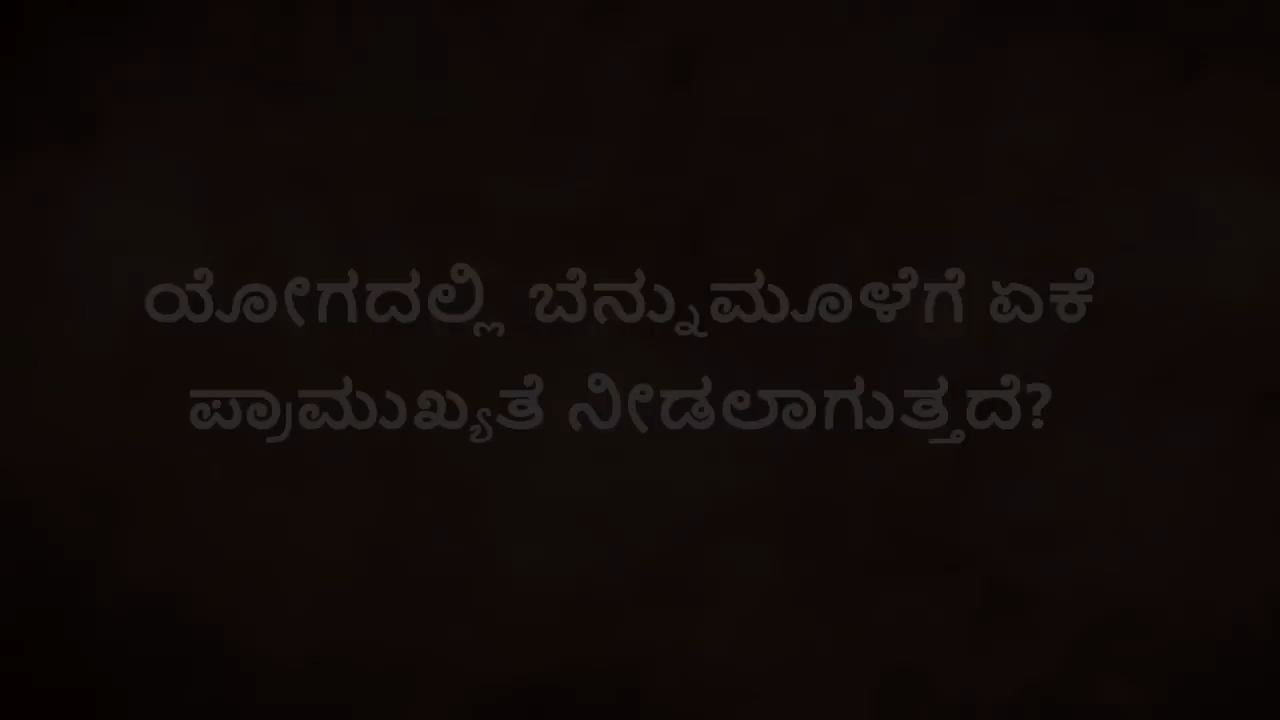 ಯೋಗದಲ್ಲಿ ಬೆನ್ನುಮೂಳೆಗೆ ಏಕೆ
ಪ್ರಾಮುಖ್ಯತೆ ನೀಡಲಾಗುತ್ತದೆ?